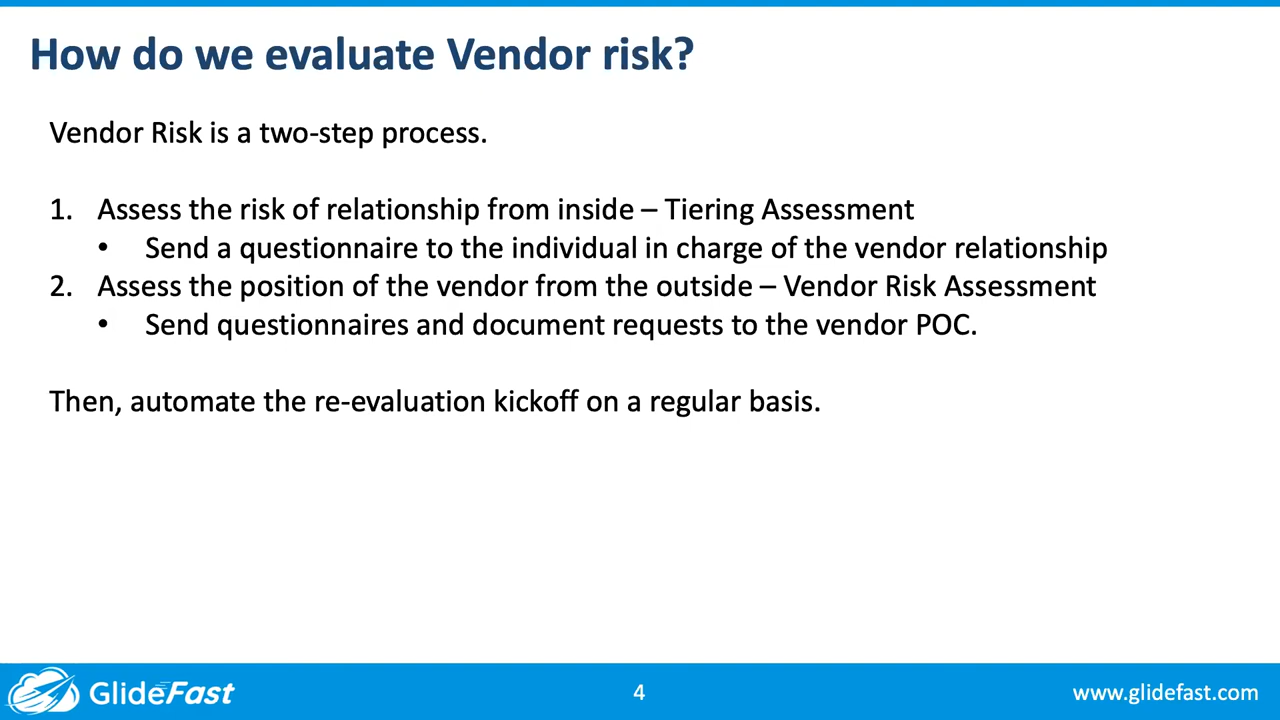 How do we evaluate Vendor risk?
Vendor Risk is a two-step process.
1. Assess the risk of relationship from inside – Tiering Assessment
• Send a questionnaire to the individual in charge of the vendor relationship
2. Assess the position of the vendor from the outside – Vendor Risk Assessment
• Send questionnaires and document requests to the vendor POC.
Then, automate the re-evaluation kickoff on a regular basis.
GlideFast
4
www.glidefast.com